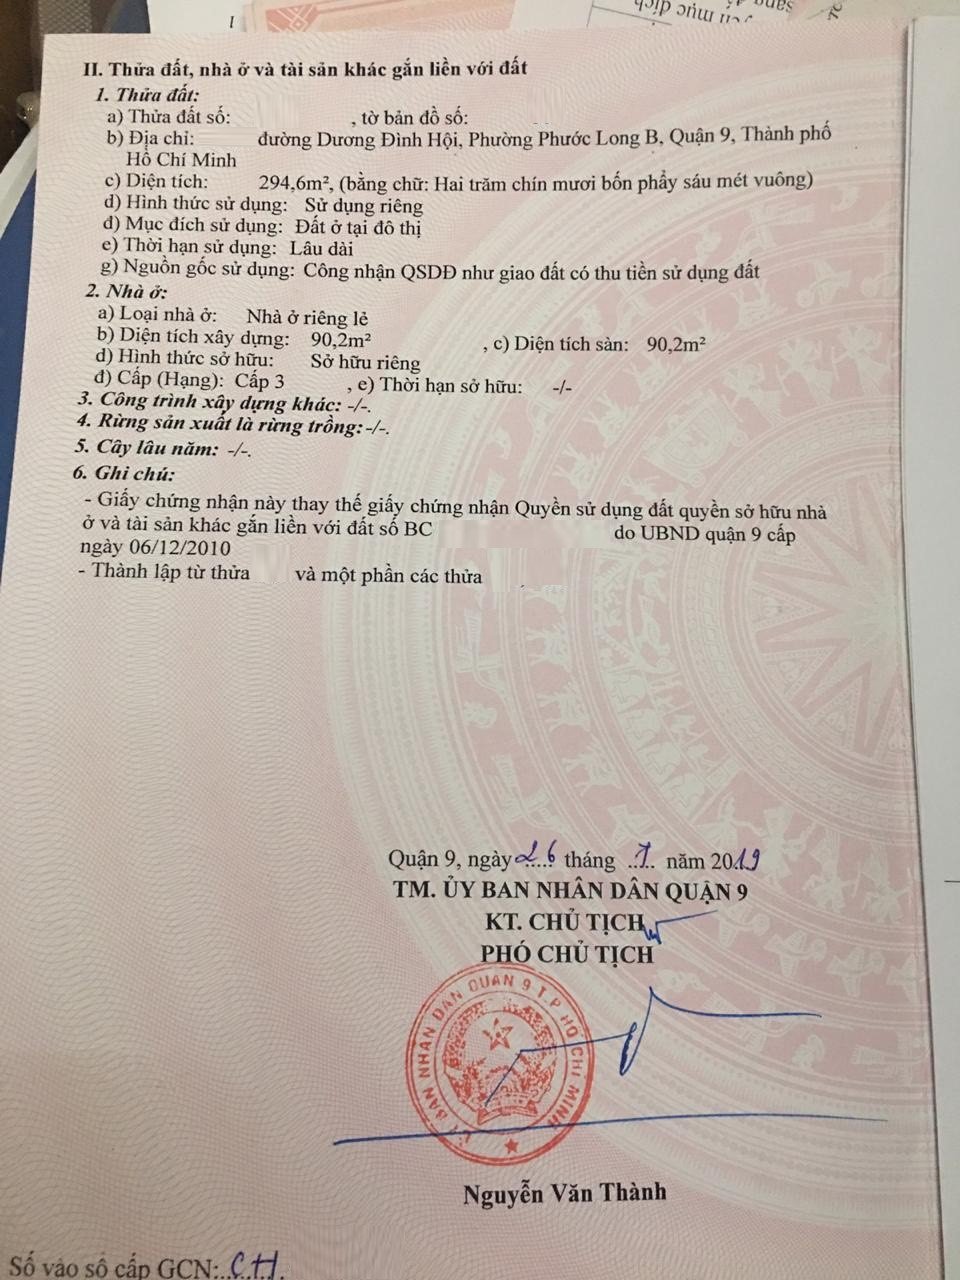 mục đích
II. Thửa đất, nhà ở và tài sản khác gắn liền với đất
1. Thửa đất:
a) Thửa đất số: , tờ bản đồ số:
b) Địa chỉ: đường Dương Đình Hội, Phường Phước Long B, Quận 9, Thành phố
Hồ Chí Minh
c) Diện tích: 294,6m², (bằng chữ: Hai trăm chín mươi bốn phẩy sáu mét vuông)
d) Hình thức sử dụng: Sử dụng riêng
đ) Mục đích sử dụng: Đất ở tại đô thị
e) Thời hạn sử dụng: Lâu dài
g) Nguồn gốc sử dụng: Công nhận QSDĐ như giao đất có thu tiền sử dụng đất
2. Nhà ở:
a) Loại nhà ở: Nhà ở riêng lẻ
b) Diện tích xây dựng: 90,2m² , c) Diện tích sàn: 90,2m²
d) Hình thức sở hữu: Sở hữu riêng
đ) Cấp (Hạng): Cấp 3 , e) Thời hạn sở hữu: -/-
3. Công trình xây dựng khác: -/-.
4. Rừng sản xuất là rừng trồng: -/-.
5. Cây lâu năm: -/-.
6. Ghi chú:
- Giấy chứng nhận này thay thế giấy chứng nhận Quyền sử dụng đất quyền sở hữu nhà
ở và tài sản khác gắn liền với đất số BC do UBND quận 9 cấp
ngày 06/12/2010
- Thành lập từ thửa và một phần các thửa
Quận 9, ngày 26 tháng 7 năm 2019
TM. ỦY BAN NHÂN DÂN QUẬN 9
KT. CHỦ TỊCH
PHÓ CHỦ TỊCH
ỦY BAN NHÂN DÂN QUẬN 9 T.P HỒ CHÍ MINH
Nguyễn Văn Thành
Số vào sổ cấp GCN: CH